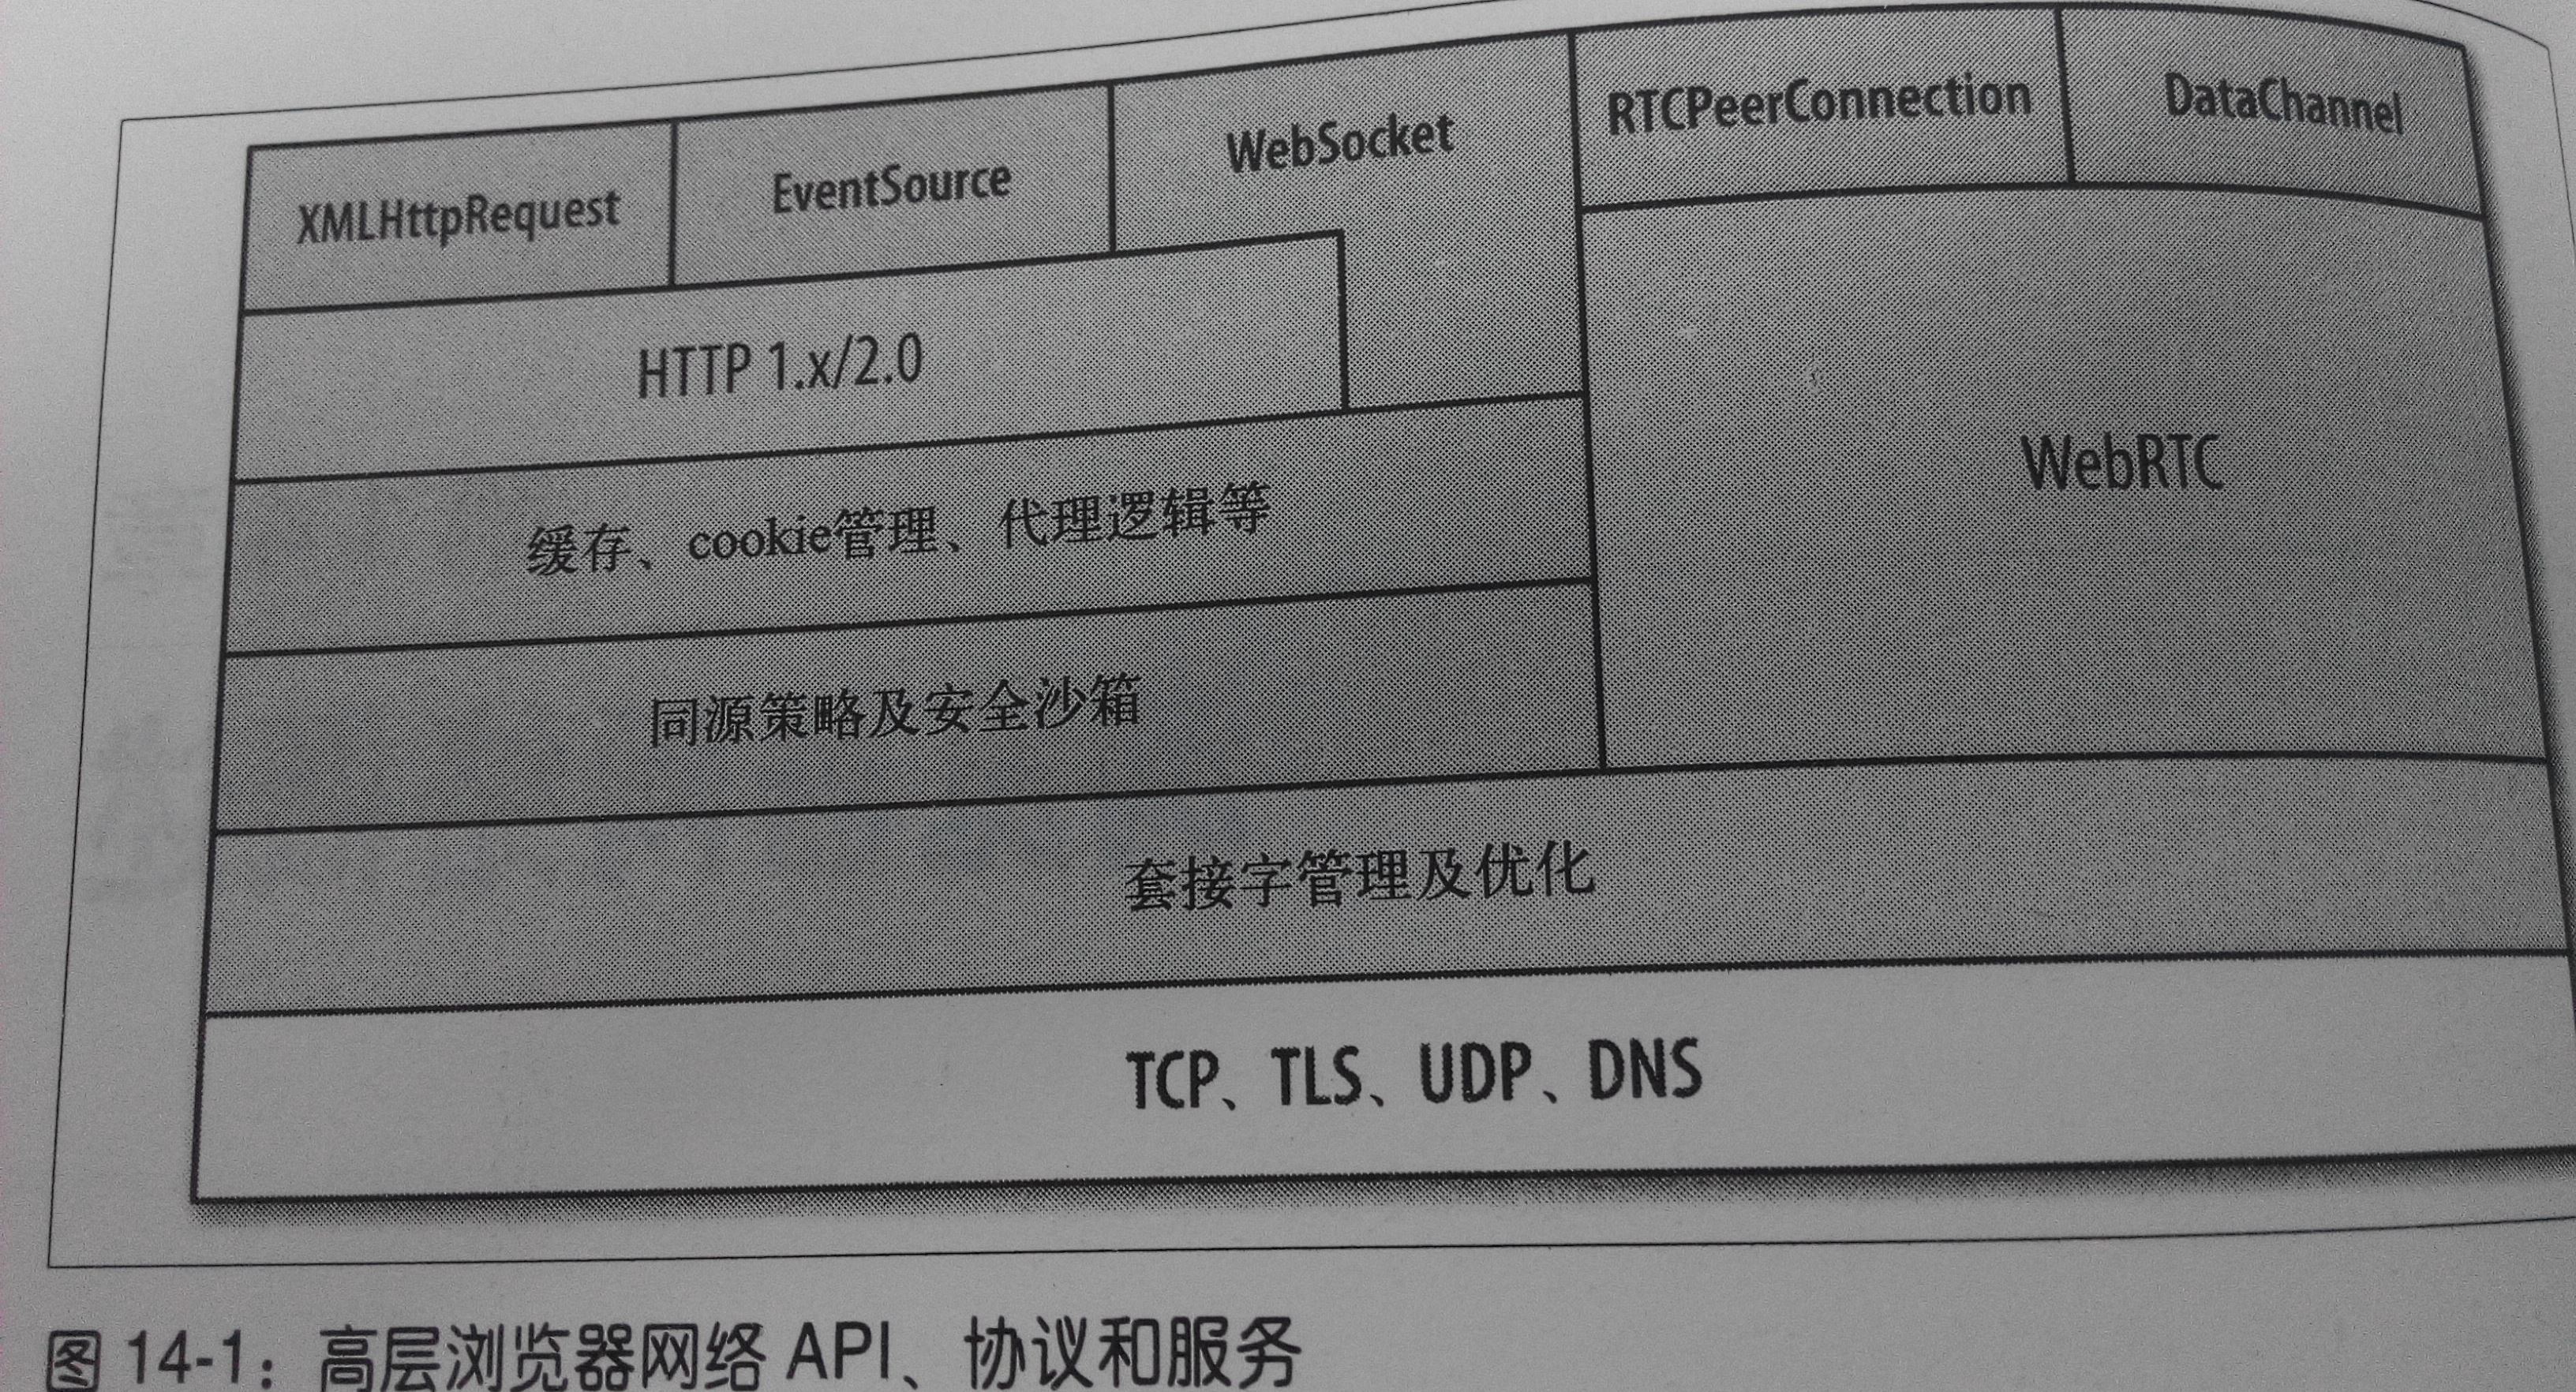 XMLHttpRequest EventSource WebSocket RTCPeerConnection DataChannel
HTTP 1.x/2.0
WebRTC
缓存、cookie管理、代理逻辑等
同源策略及安全沙箱
套接字管理及优化
TCP、TLS、UDP、DNS
图 14-1：高层浏览器网络 API、协议和服务